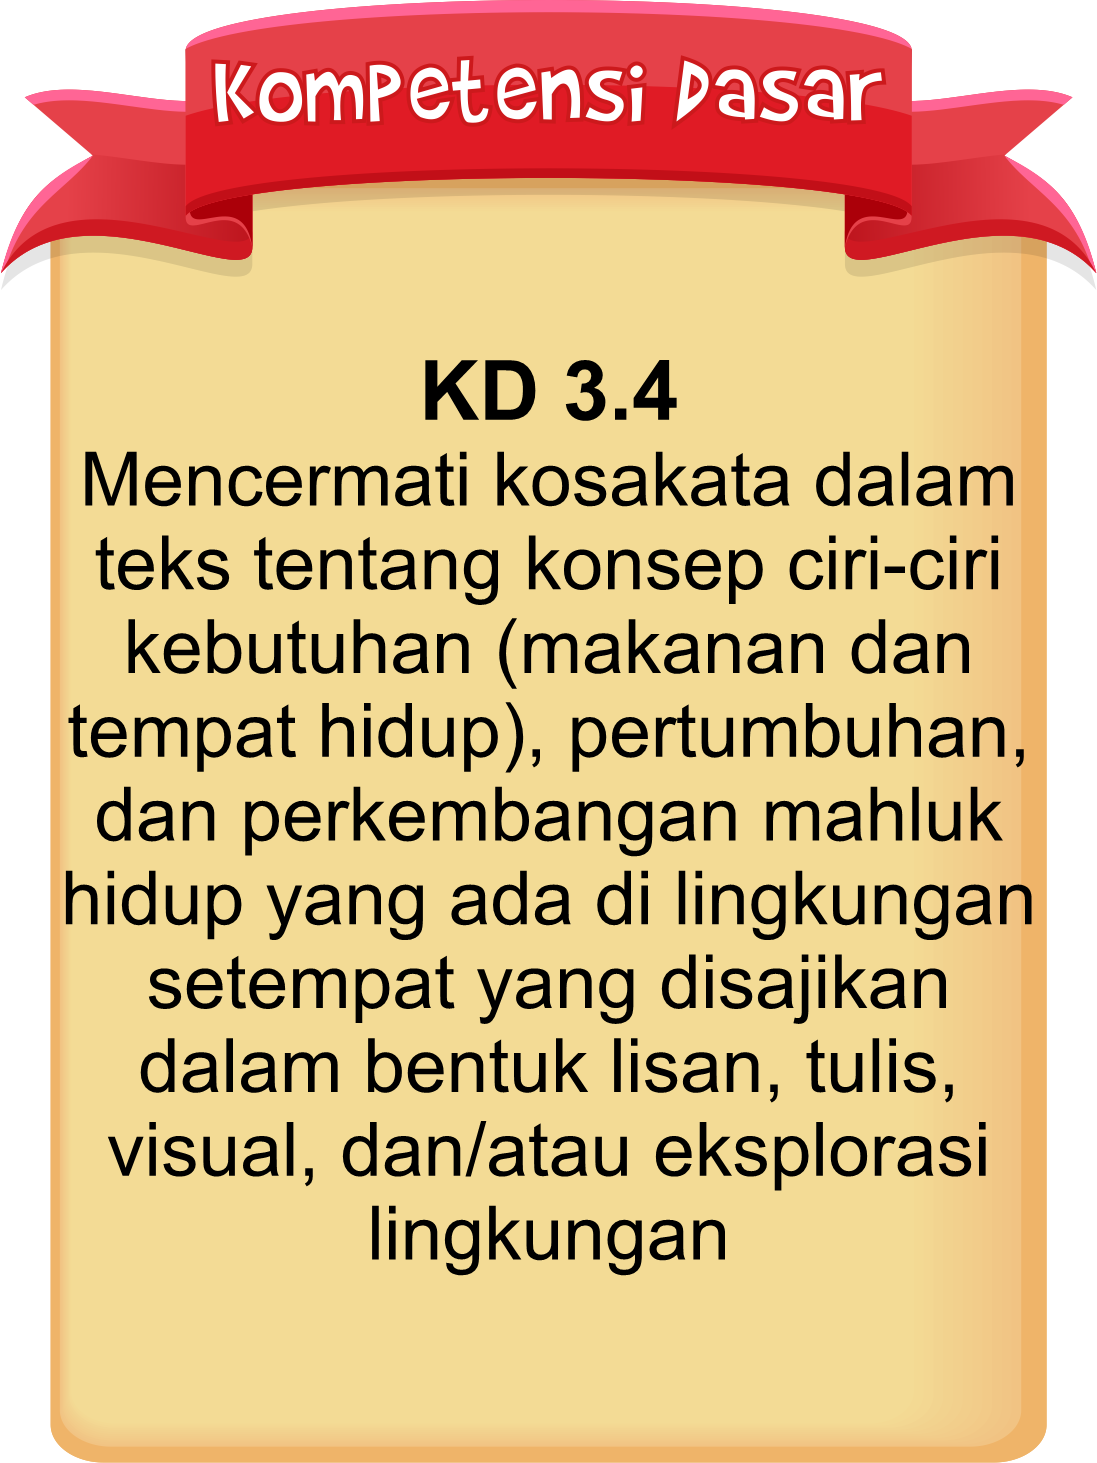 Kompetensi Dasar
KD 3.4
Mencermati kosakata dalam
teks tentang konsep ciri-ciri
kebutuhan (makanan dan
tempat hidup), pertumbuhan,
dan perkembangan mahluk
hidup yang ada di lingkungan
setempat yang disajikan
dalam bentuk lisan, tulis,
visual, dan/atau eksplorasi
lingkungan